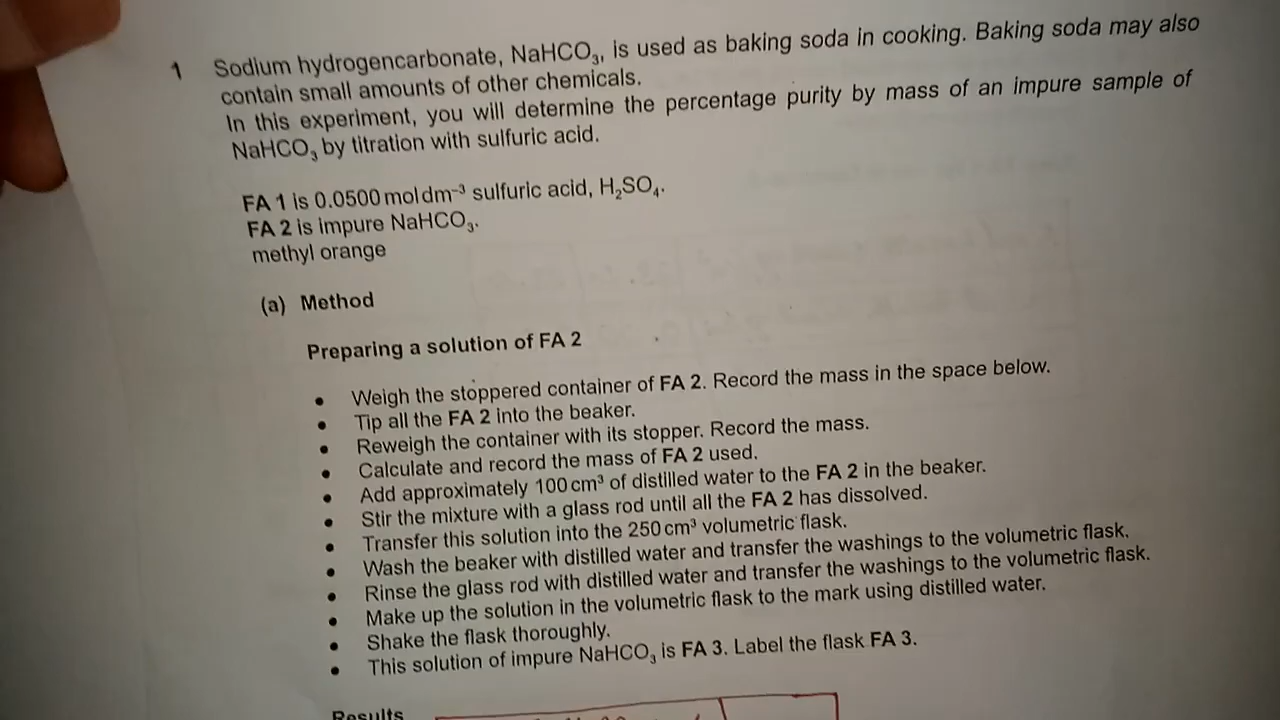 1 Sodium hydrogencarbonate, NaHCO₃, is used as baking soda in cooking. Baking soda may also
contain small amounts of other chemicals.
In this experiment, you will determine the percentage purity by mass of an impure sample of
NaHCO₃ by titration with sulfuric acid.
FA 1 is 0.0500 mol dm⁻³ sulfuric acid, H₂SO₄.
FA 2 is impure NaHCO₃.
methyl orange
(a) Method
Preparing a solution of FA 2
• Weigh the stoppered container of FA 2. Record the mass in the space below.
• Tip all the FA 2 into the beaker.
• Reweigh the container with its stopper. Record the mass.
• Calculate and record the mass of FA 2 used.
• Add approximately 100 cm³ of distilled water to the FA 2 in the beaker.
• Stir the mixture with a glass rod until all the FA 2 has dissolved.
• Transfer this solution into the 250 cm³ volumetric flask.
• Wash the beaker with distilled water and transfer the washings to the volumetric flask.
• Rinse the glass rod with distilled water and transfer the washings to the volumetric flask.
• Make up the solution in the volumetric flask to the mark using distilled water.
• Shake the flask thoroughly.
• This solution of impure NaHCO₃ is FA 3. Label the flask FA 3.
Results